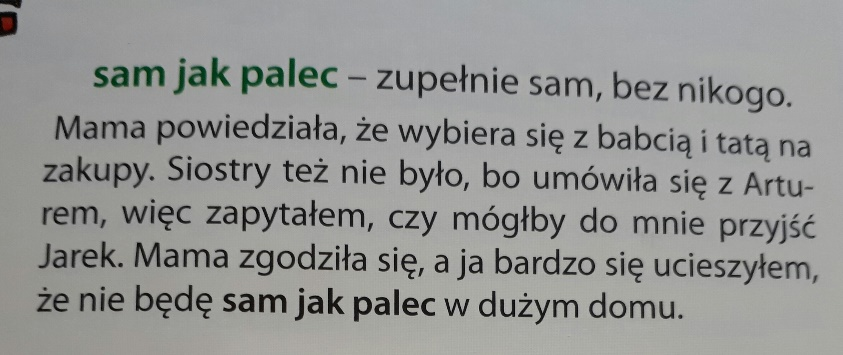 sam jak palec – zupełnie sam, bez nikogo.
Mama powiedziała, że wybiera się z babcią i tatą na
zakupy. Siostry też nie było, bo umówiła się z Artu-
rem, więc zapytałem, czy mógłby do mnie przyjść
Jarek. Mama zgodziła się, a ja bardzo się ucieszyłem,
że nie będę sam jak palec w dużym domu.